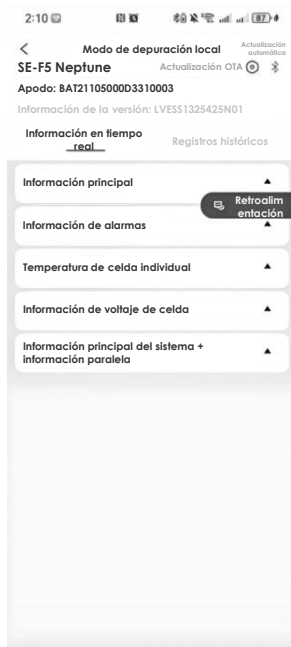 2:10 87
Modo de depuración local Actualización
automática
SE-F5 Neptune Actualización OTA
Apodo: BAT21105000D3310003
Información de la versión: LVESS1325425N01
Información en tiempo
real
Registros históricos
Información principal
Retroalim
entación
Información de alarmas
Temperatura de celda individual
Información de voltaje de celda
Información principal del sistema +
información paralela